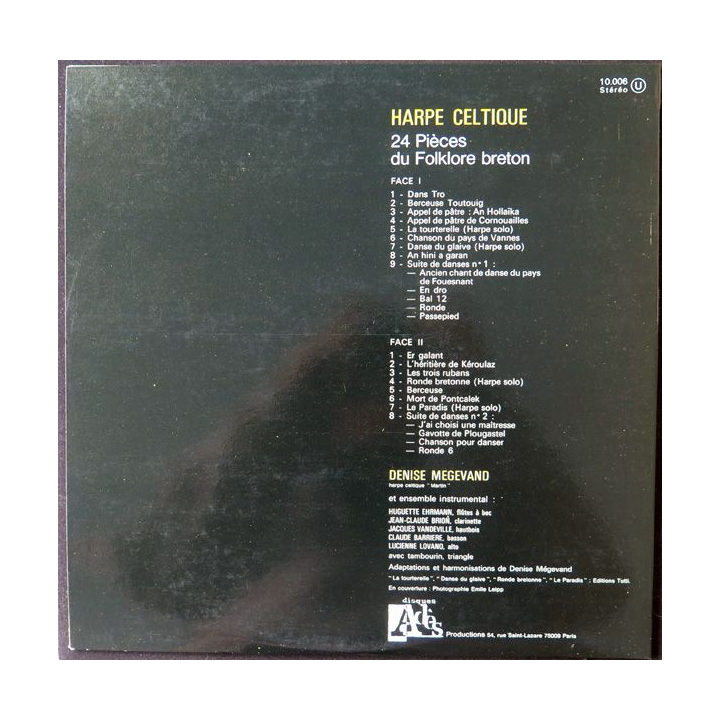 10.006 U
Stéréo
HARPE CELTIQUE
24 Pièces
du Folklore breton
FACE I
1 - Dans Tro
2 - Berceuse Toutouig
3 - Appel de pâtre : An Hollaïka
4 - Appel de pâtre de Cornouailles
5 - La tourterelle (Harpe solo)
6 - Chanson du pays de Vannes
7 - Danse du glaive (Harpe solo)
8 - An hini a garan
9 - Suite de danses n° 1 :
— Ancien chant de danse du pays
de Fouesnant
— En dro
— Bal 12
— Ronde
— Passepied
FACE II
1 - Er galant
2 - L'héritière de Kéroulaz
3 - Les trois rubans
4 - Ronde bretonne (Harpe solo)
5 - Berceuse
6 - Mort de Pontcalek
7 - Le Paradis (Harpe solo)
8 - Suite de danses n° 2 :
— J'ai choisi une maîtresse
— Gavotte de Plougastel
— Chanson pour danser
— Ronde 6
DENISE MEGEVAND
harpe celtique "Martin"
et ensemble instrumental :
HUGUETTE EHRMANN, flûtes à bec
JEAN-CLAUDE BRION, clarinette
JACQUES VANDEVILLE, hautbois
CLAUDE BARRIERE, basson
LUCIENNE LOVANO, alto
avec tambourin, triangle
Adaptations et harmonisations de Denise Mégevand
"La tourterelle", "Danse du glaive", "Ronde bretonne", "Le Paradis" : Editions Tutti.
En couverture : Photographie Emile Leipp
disques
Adès
Productions 54, rue Saint-Lazare 75009 Paris